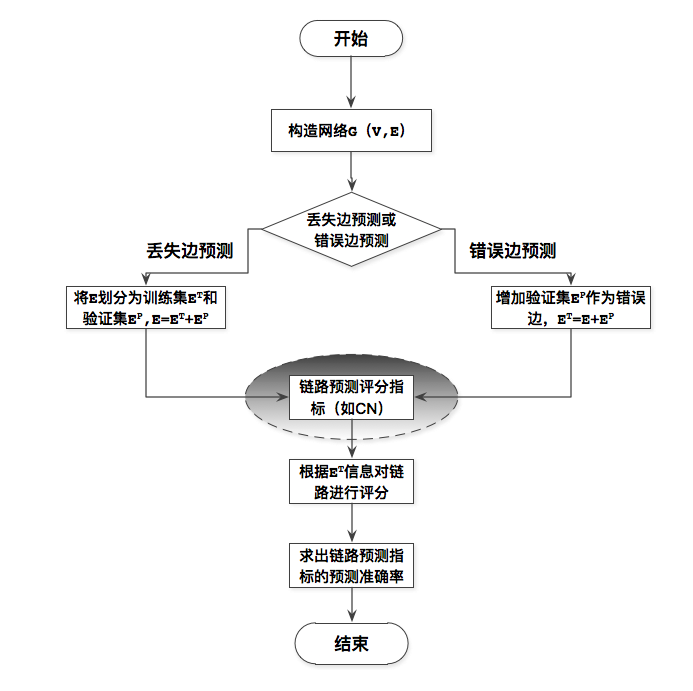 开始
构造网络G（V,E）
丢失边预测或
错误边预测
丢失边预测
错误边预测
将E划分为训练集Eᵀ和
验证集Eᴾ,E=Eᵀ+Eᴾ
增加验证集Eᴾ作为错误
边，Eᵀ=E+Eᴾ
链路预测评分指
标（如CN）
根据Eᵀ信息对链
路进行评分
求出链路预测指
标的预测准确率
结束